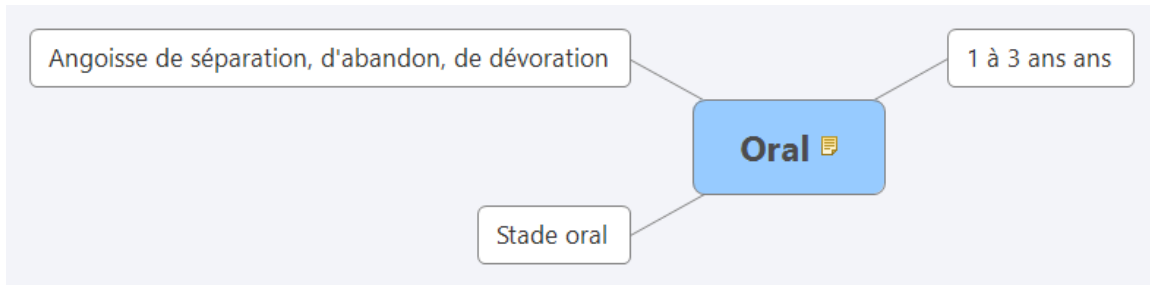 Angoisse de séparation, d'abandon, de dévoration
1 à 3 ans ans
Oral
Stade oral